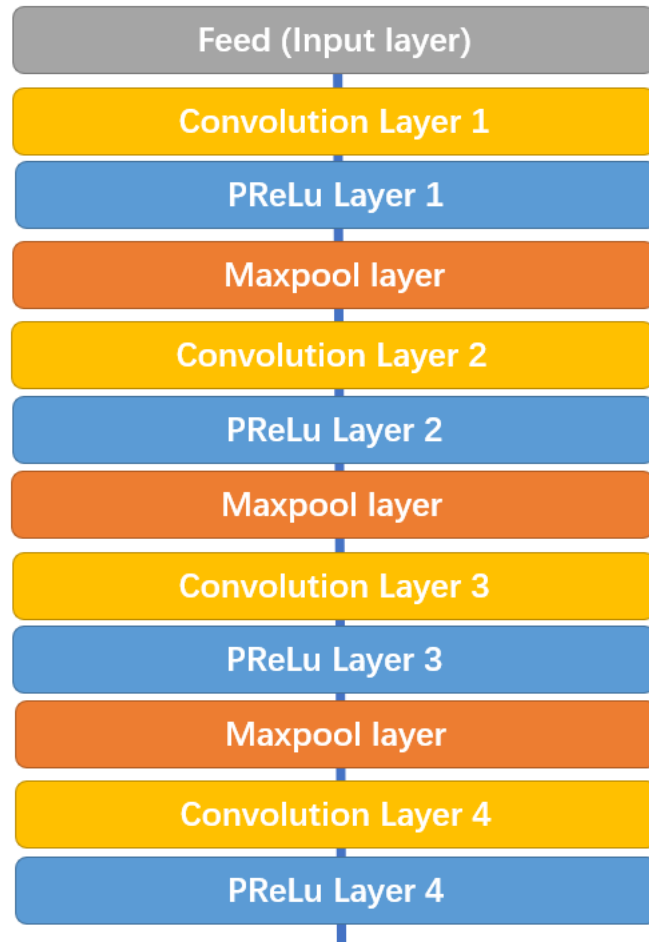 Feed (Input layer)
Convolution Layer 1
PReLu Layer 1
Maxpool layer
Convolution Layer 2
PReLu Layer 2
Maxpool layer
Convolution Layer 3
PReLu Layer 3
Maxpool layer
Convolution Layer 4
PReLu Layer 4